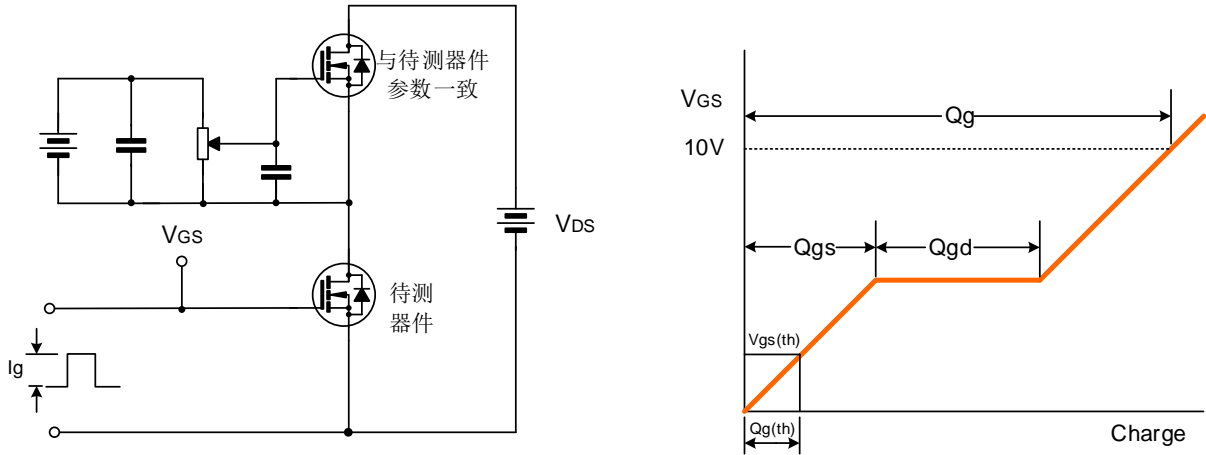 与待测器件
参数一致
VGS
VDS
待测
器件
Ig
VGS
Qg
10V
Qgs
Qgd
Vgs(th)
Qg(th)
Charge